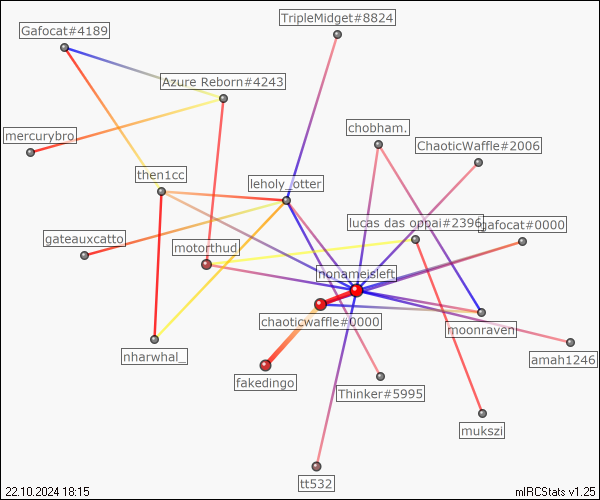 TripleMidget#8824
Gafocat#4189
Azure Reborn#4243
chobham.
mercurybro
ChaoticWaffle#2006
then1cc
leholy_otter
lucas das oppai#2396
gafocat#0000
gateauxcatto
motorthud
nonameisleft
chaoticwaffle#0000
moonraven
nharwhal_
amah1246
fakedingo
Thinker#5995
mukszi
tt532
22.10.2024 18:15
mIRCStats v1.25